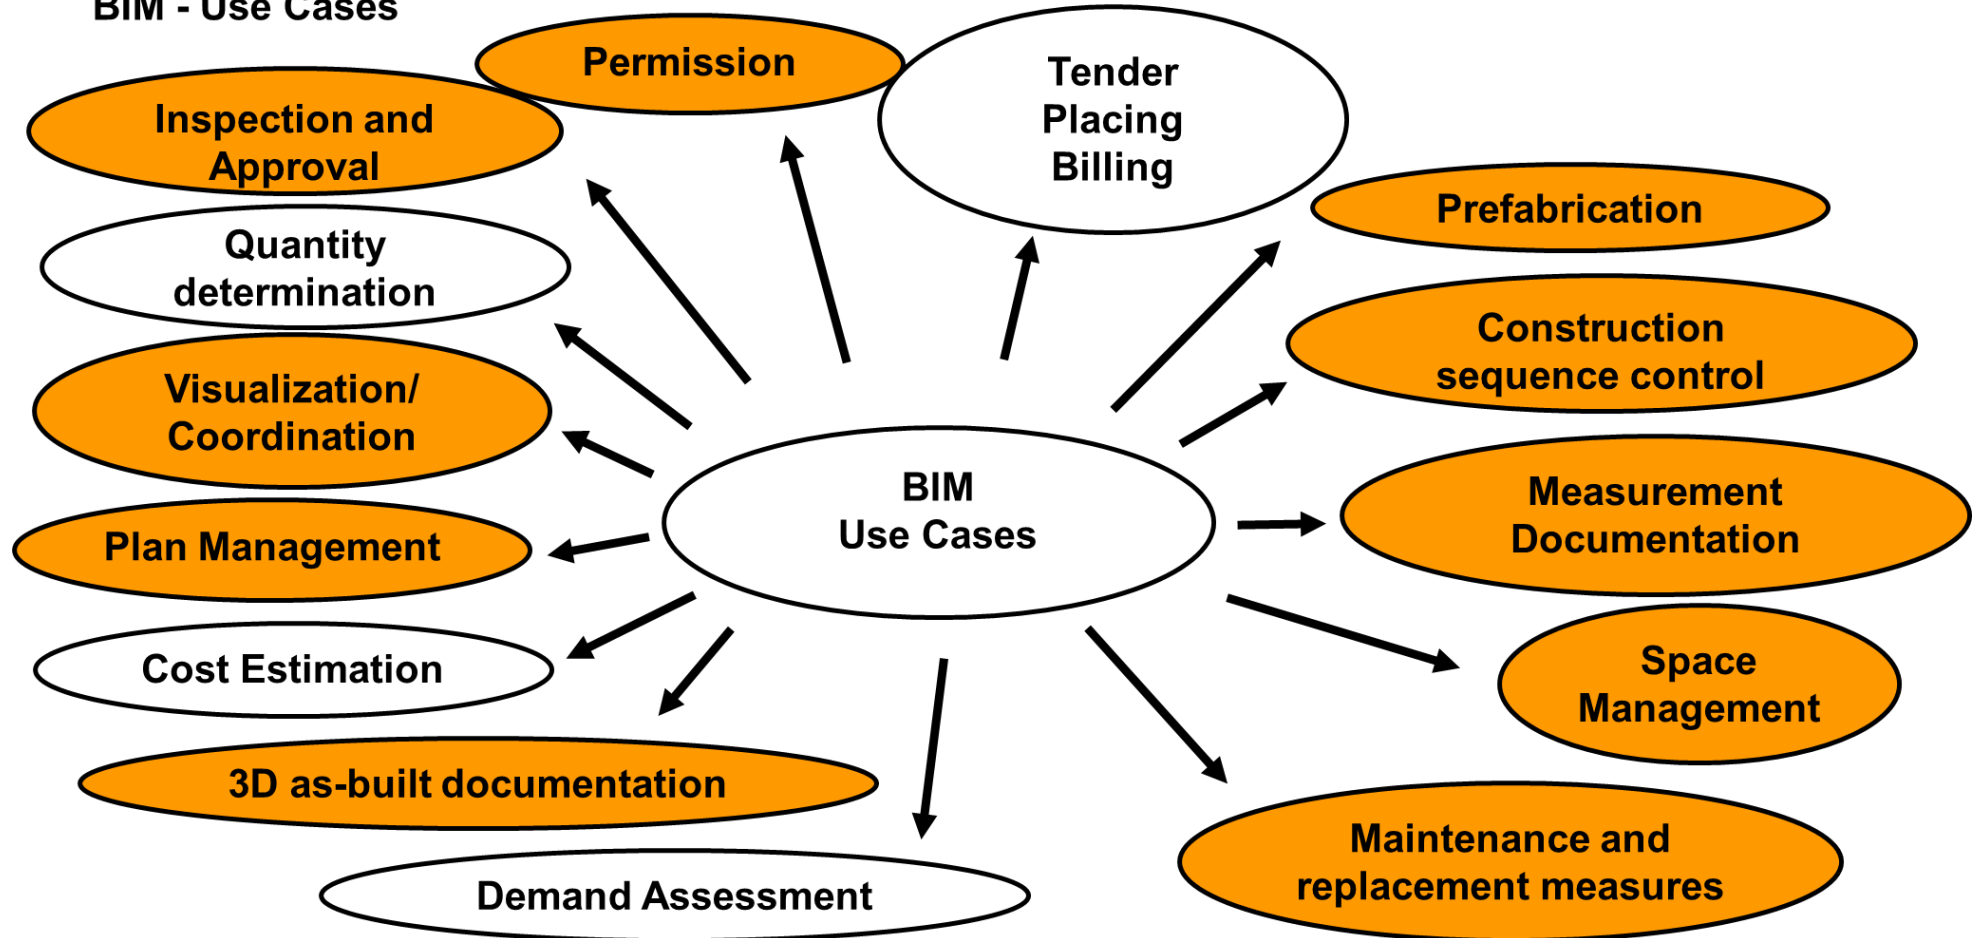 BIM - Use Cases
Permission
Tender
Placing
Billing
Inspection and
Approval
Prefabrication
Quantity
determination
Construction
sequence control
Visualization/
Coordination
BIM
Use Cases
Measurement
Documentation
Plan Management
Cost Estimation
Space
Management
3D as-built documentation
Maintenance and
replacement measures
Demand Assessment